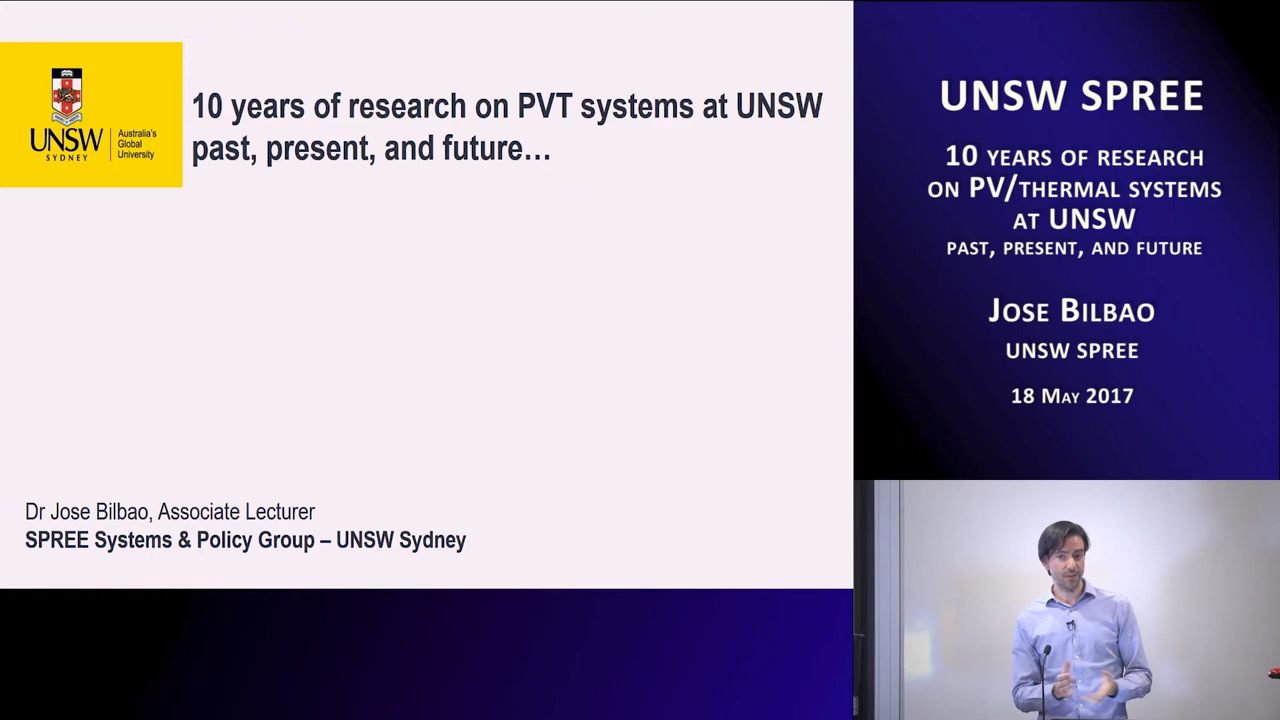 UNSW
SYDNEY
Australia's
Global
University
10 years of research on PVT systems at UNSW
past, present, and future...
Dr Jose Bilbao, Associate Lecturer
SPREE Systems & Policy Group – UNSW Sydney
UNSW SPREE
10 YEARS OF RESEARCH
ON PV/THERMAL SYSTEMS
AT UNSW
PAST, PRESENT, AND FUTURE
JOSE BILBAO
UNSW SPREE
18 MAY 2017